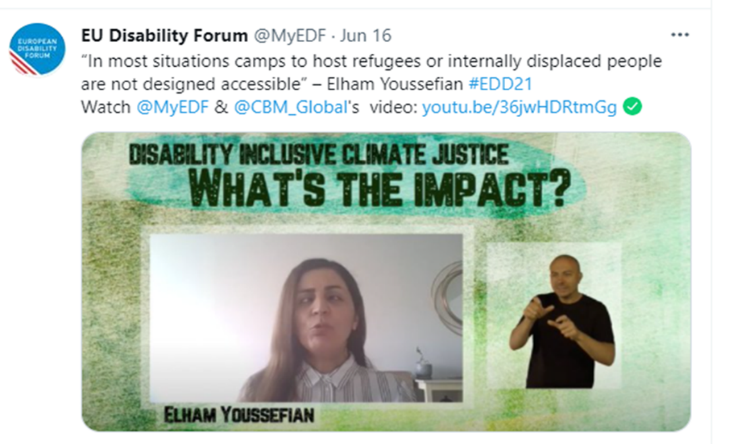 EUROPEAN
DISABILITY
FORUM
EU Disability Forum @MyEDF · Jun 16
“In most situations camps to host refugees or internally displaced people
are not designed accessible” – Elham Youssefian #EDD21
Watch @MyEDF & @CBM_Global's video: youtu.be/36jwHDRtmGg
DISABILITY INCLUSIVE CLIMATE JUSTICE
WHAT'S THE IMPACT?
ELHAM YOUSSEFIAN